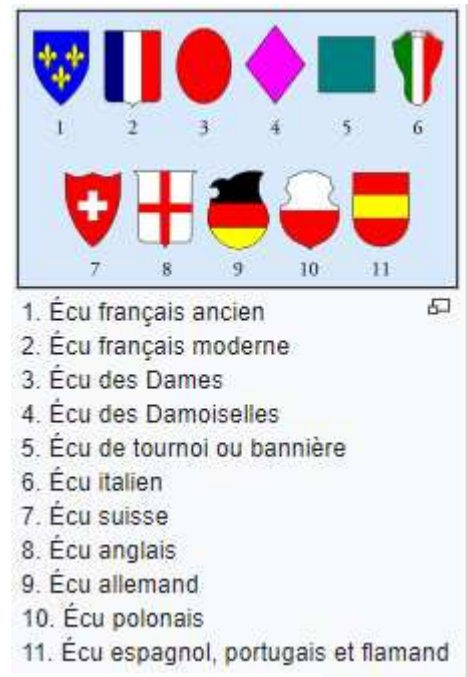 1 2 3 4 5 6
7 8 9 10 11
1. Écu français ancien
2. Écu français moderne
3. Écu des Dames
4. Écu des Damoiselles
5. Écu de tournoi ou bannière
6. Écu italien
7. Écu suisse
8. Écu anglais
9. Écu allemand
10. Écu polonais
11. Écu espagnol, portugais et flamand